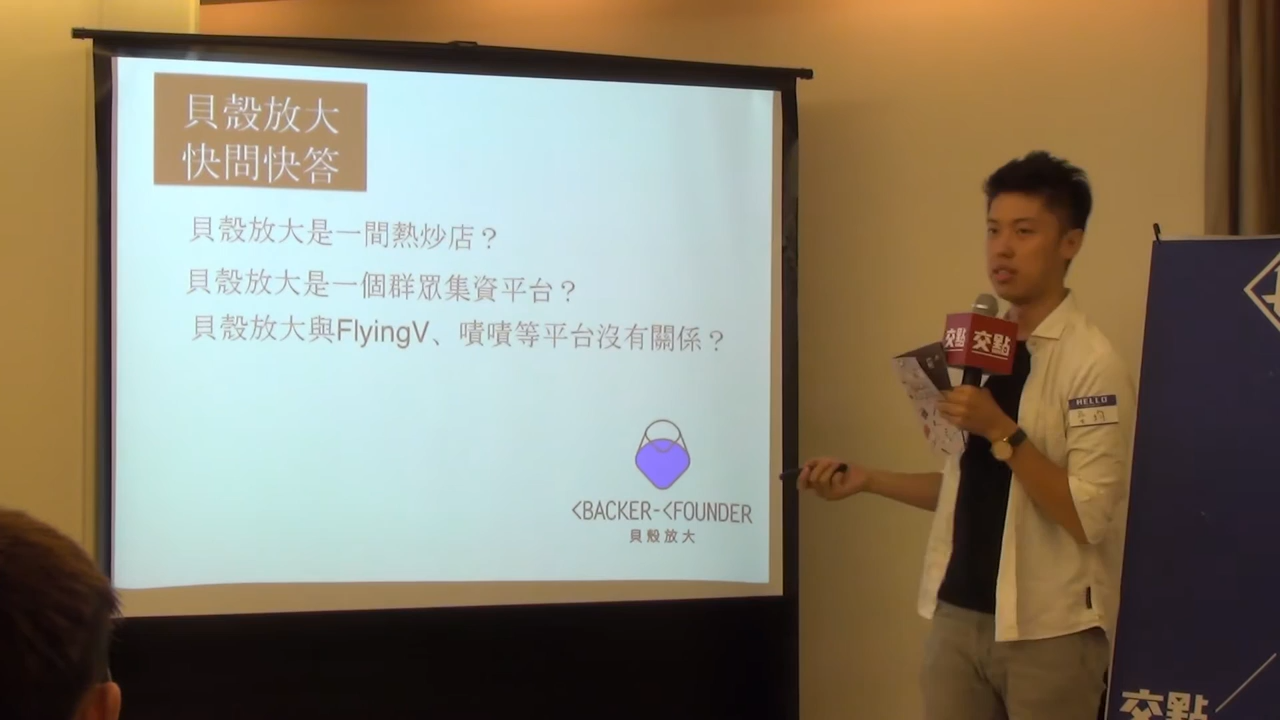 貝殼放大
快問快答
貝殼放大是一間熱炒店？
貝殼放大是一個群眾集資平台？
貝殼放大與FlyingV、嘖嘖等平台沒有關係？
<BACKER-<FOUNDER
貝殼放大
交點
交點
HELLO
交點